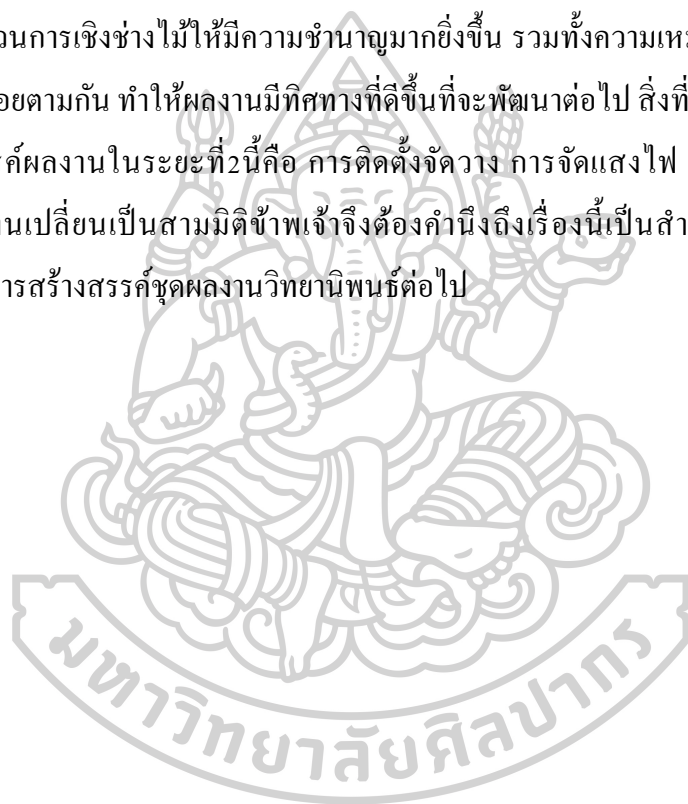 วนการเชิงช่างไม้ให้มีความชำนาญมากยิ่งขึ้น รวมทั้งความเหม
อยตามกัน ทำให้ผลงานมีทิศทางที่ดีขึ้นที่จะพัฒนาต่อไป สิ่งที่
ค์ผลงานในระยะที่2นี้คือ การติดตั้งจัดวาง การจัดแสงไฟ
านเปลี่ยนเป็นสามมิติข้าพเจ้าจึงต้องคำนึงถึงเรื่องนี้เป็นสำ
ารสร้างสรรค์ชุดผลงานวิทยานิพนธ์ต่อไป
มหาวิทยาลัยศิลปากร